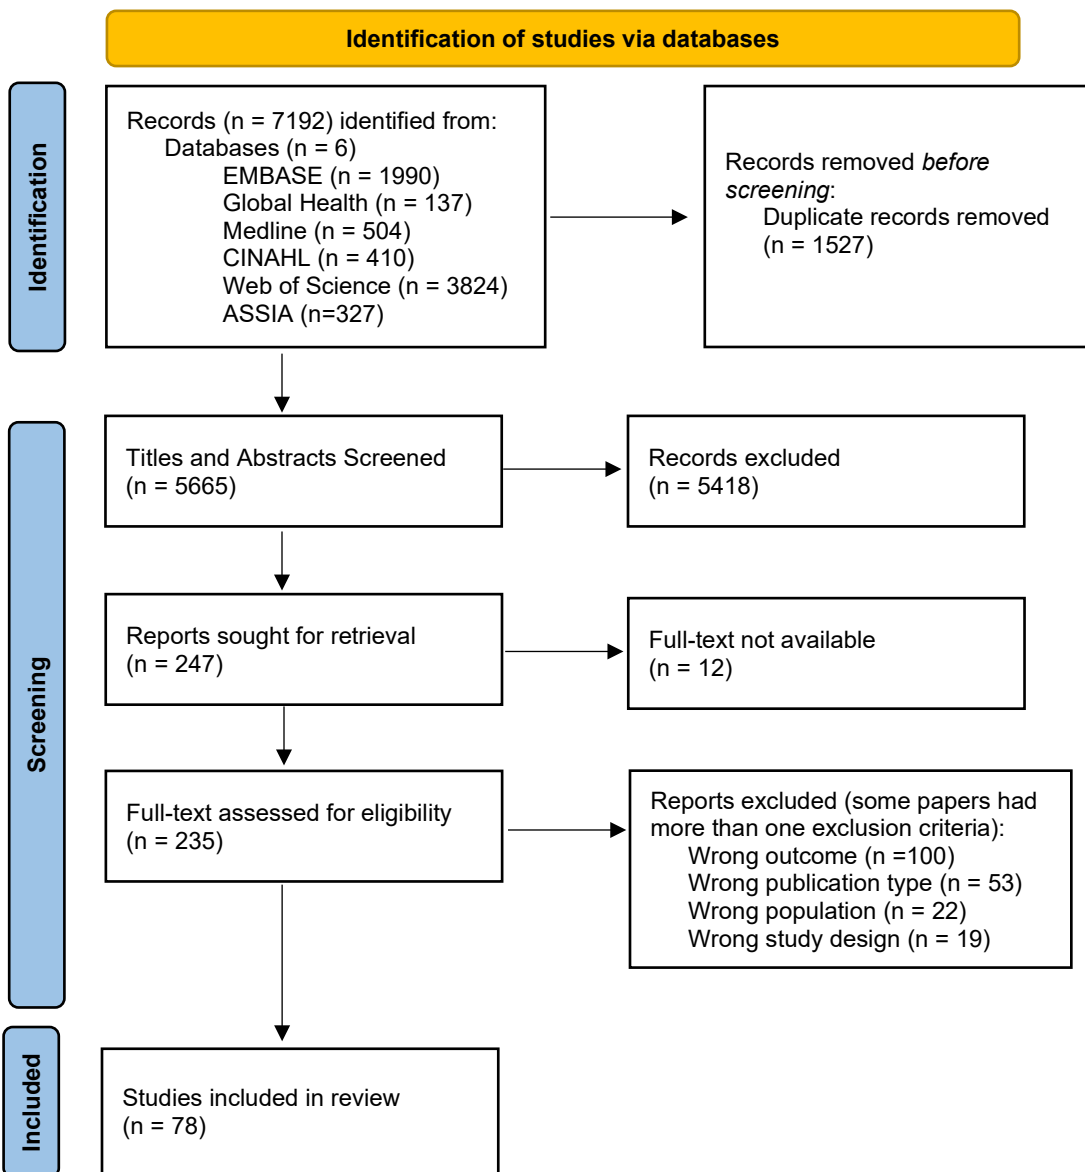 Identification of studies via databases
Identification
Records (n = 7192) identified from:
Databases (n = 6)
EMBASE (n = 1990)
Global Health (n = 137)
Medline (n = 504)
CINAHL (n = 410)
Web of Science (n = 3824)
ASSIA (n=327)
Records removed before
screening:
Duplicate records removed
(n = 1527)
Screening
Titles and Abstracts Screened
(n = 5665)
Records excluded
(n = 5418)
Reports sought for retrieval
(n = 247)
Full-text not available
(n = 12)
Full-text assessed for eligibility
(n = 235)
Reports excluded (some papers had
more than one exclusion criteria):
Wrong outcome (n =100)
Wrong publication type (n = 53)
Wrong population (n = 22)
Wrong study design (n = 19)
Included
Studies included in review
(n = 78)